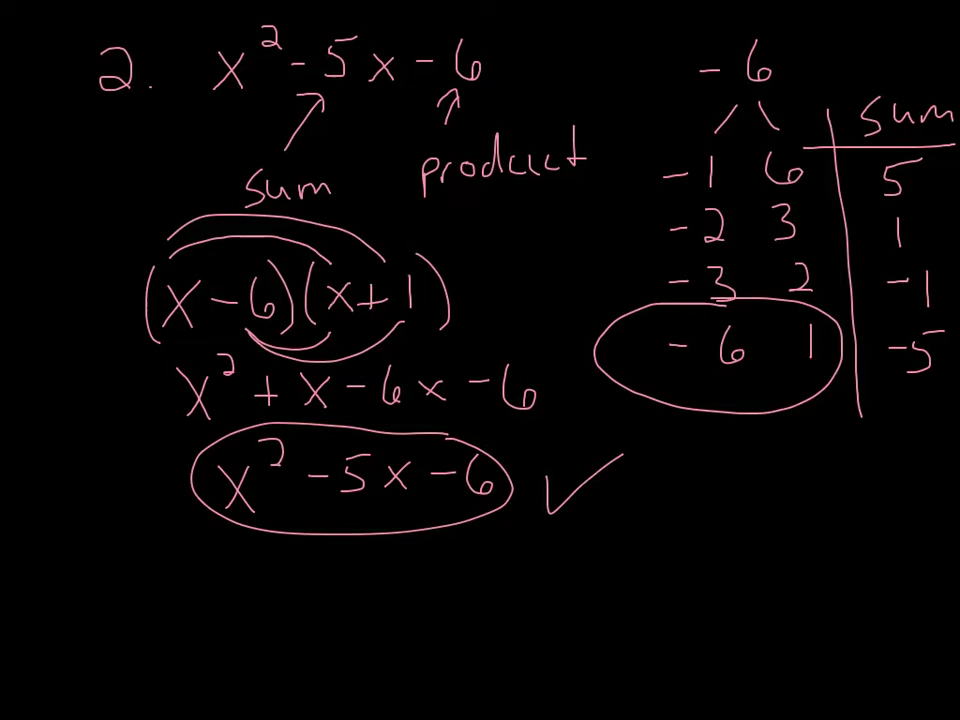 2. x² - 5x - 6
sum
product
(x - 6)(x + 1)
x² + x - 6x - 6
x² - 5x - 6 ✓
- 6
sum
-1 6 5
-2 3 1
-3 2 -1
-6 1 -5